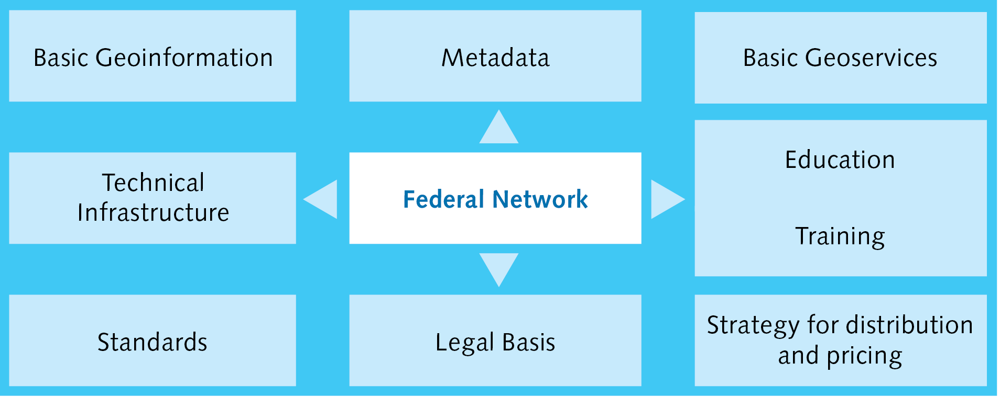 Basic Geoinformation
Metadata
Basic Geoservices
Technical
Infrastructure
Federal Network
Education
Training
Standards
Legal Basis
Strategy for distribution
and pricing